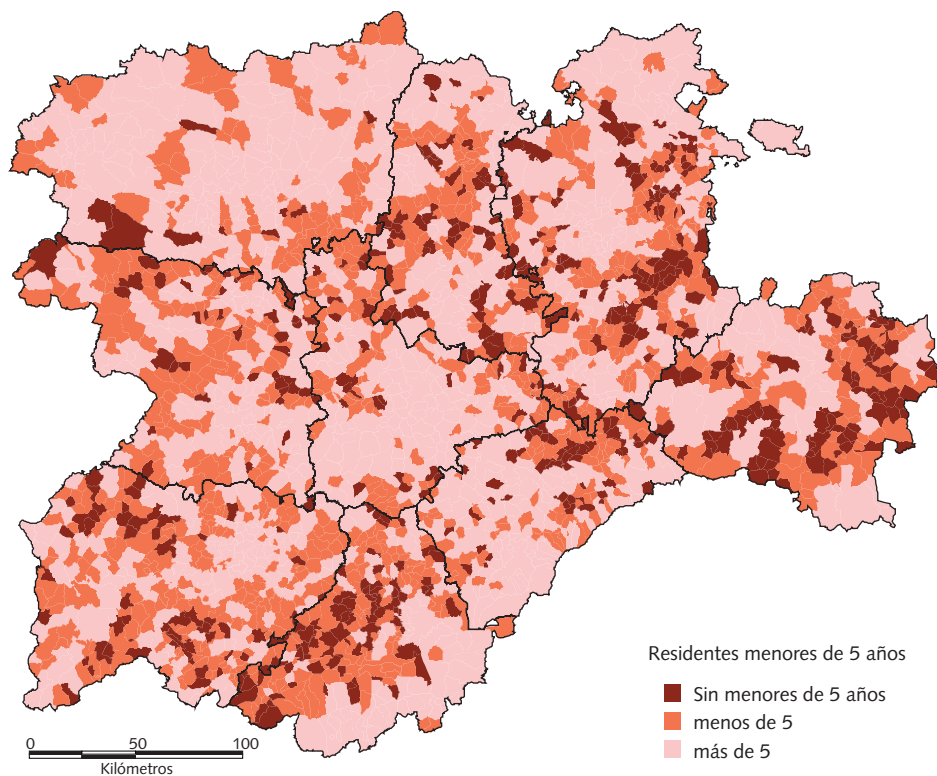 Residentes menores de 5 años
Sin menores de 5 años
menos de 5
más de 5
0 50 100
Kilómetros